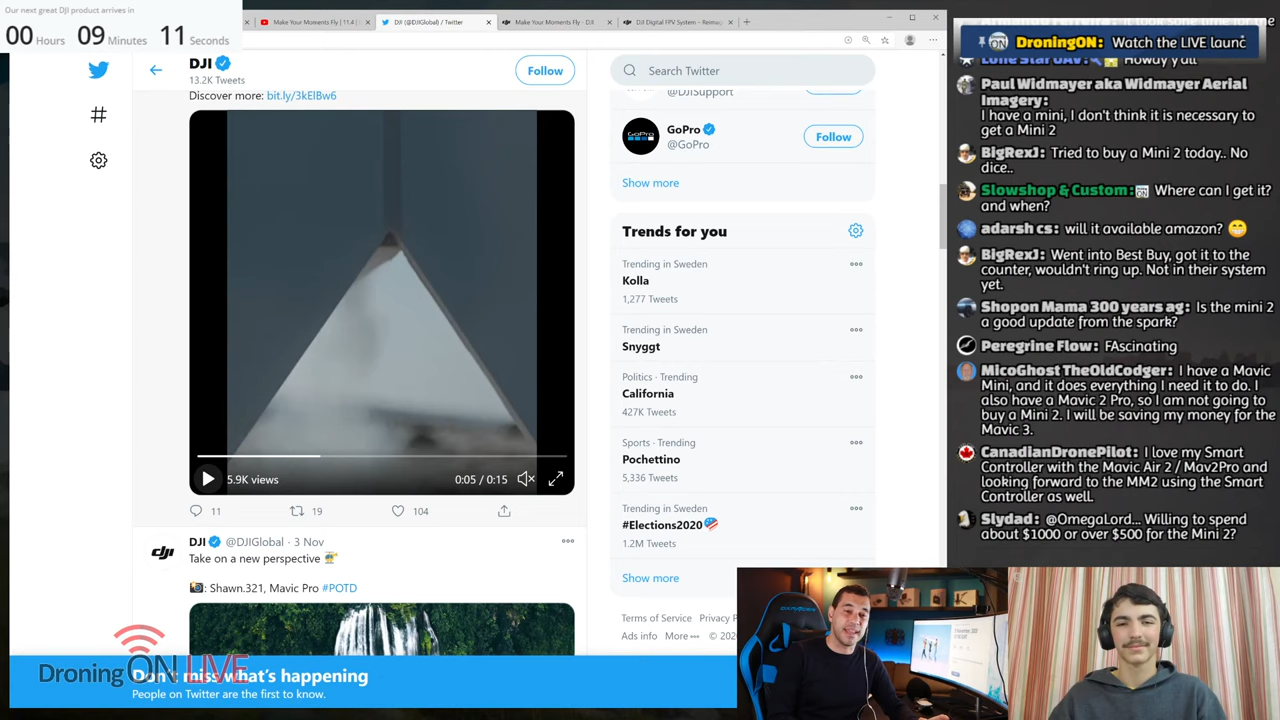 Our next great DJI product arrives in
00 Hours 09 Minutes 11 Seconds
Make Your Moments Fly | 11.4 |
DJI (@DJIGlobal) / Twitter
Make Your Moments Fly - DJI
DJI Digital FPV System – Reimag
DJI
13.2K Tweets
Follow
Search Twitter
Discover more: bit.ly/3kElBw6
5.9K views
0:05 / 0:15
11
19
104
DJI @DJIGlobal · 3 Nov
Take on a new perspective
: Shawn.321, Mavic Pro #POTD
@DJISupport
GoPro
@GoPro
Follow
Show more
Trends for you
Trending in Sweden
Kolla
1,277 Tweets
Trending in Sweden
Snyggt
Politics · Trending
California
427K Tweets
Sports · Trending
Pochettino
5,336 Tweets
Trending in Sweden
#Elections2020
1.2M Tweets
Show more
Terms of Service Privacy P
Ads info More © 202
DroningON LIVE
what's happening
People on Twitter are the first to know.
DroningON: Watch the LIVE launc
Lone Star UAV: Howdy y'all
Paul Widmayer aka Widmayer Aerial
Imagery:
I have a mini, I don't think it is necessary to
get a Mini 2
BigRexJ: Tried to buy a Mini 2 today.. No
dice..
Slowshop & Custom: Where can I get it?
and when?
adarsh cs: will it available amazon?
BigRexJ: Went into Best Buy, got it to the
counter, wouldn't ring up. Not in their system
yet.
Shopon Mama 300 years ag: Is the mini 2
a good update from the spark?
Peregrine Flow: FAscinating
MicoGhost TheOldCodger: I have a Mavic
Mini, and it does everything I need it to do. I
also have a Mavic 2 Pro, so I am not going to
buy a Mini 2. I will be saving my money for the
Mavic 3.
CanadianDronePilot: I love my Smart
Controller with the Mavic Air 2 / Mav2Pro and
looking forward to the MM2 using the Smart
Controller as well.
Slydad: @OmegaLord... Willing to spend
about $1000 or over $500 for the Mini 2?